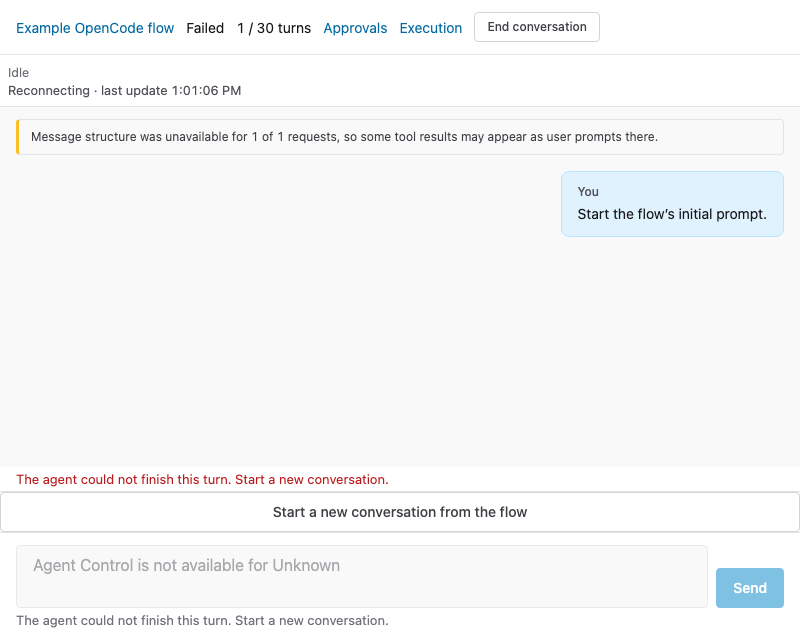 Example OpenCode flow Failed 1 / 30 turns Approvals Execution End conversation
Idle
Reconnecting · last update 1:01:06 PM
Message structure was unavailable for 1 of 1 requests, so some tool results may appear as user prompts there.
You
Start the flow’s initial prompt.
The agent could not finish this turn. Start a new conversation.
Start a new conversation from the flow
Agent Control is not available for Unknown
Send
The agent could not finish this turn. Start a new conversation.